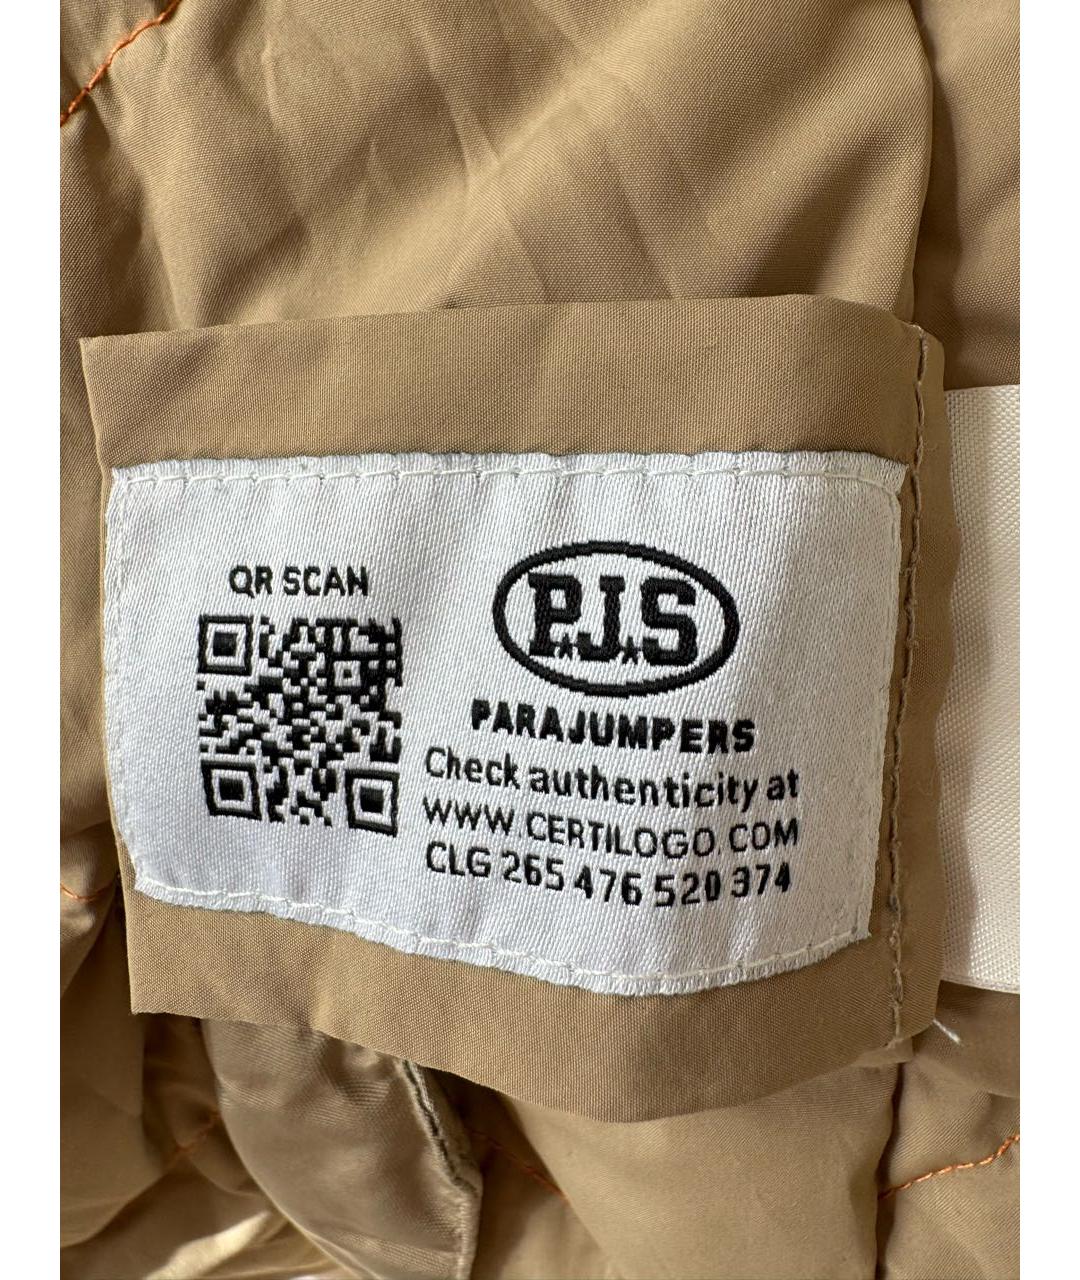 QR SCAN
P.J.S
PARAJUMPERS
Check authenticity at
WWW.CERTILOGO.COM
CLG 265 476 520 374